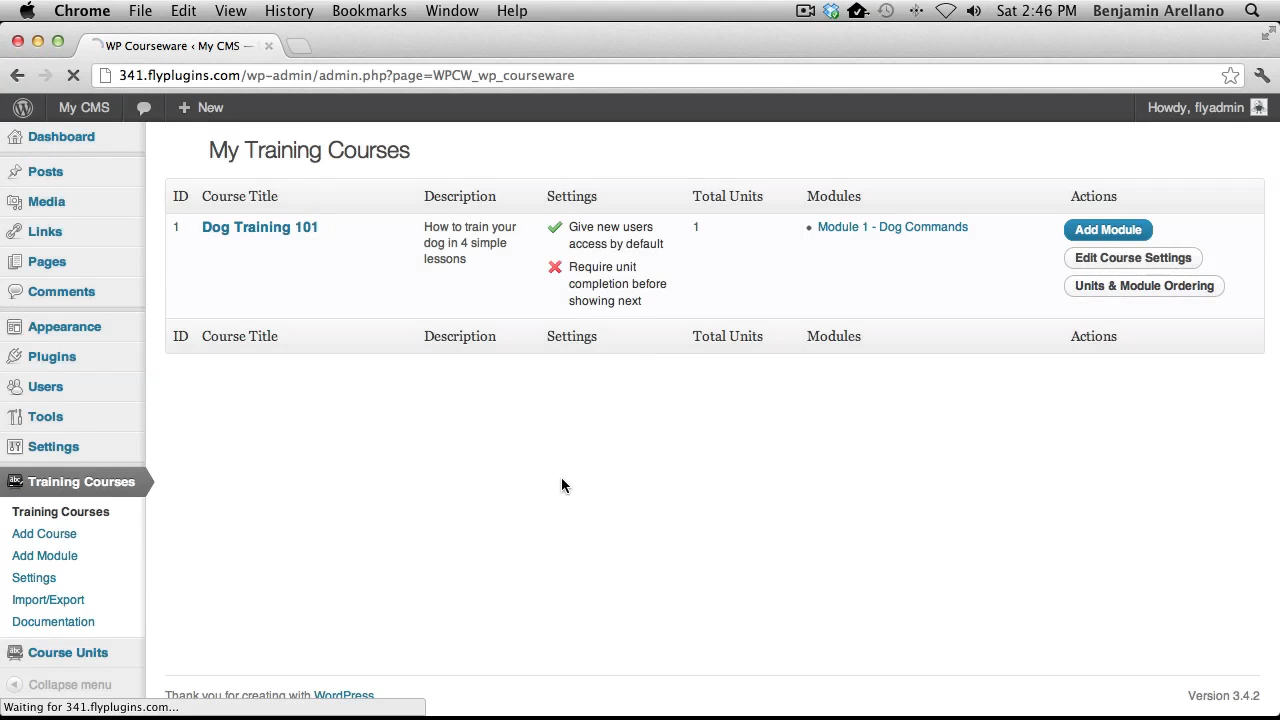 Chrome File Edit View History Bookmarks Window Help Sat 2:46 PM Benjamin Arellano
WP Courseware ‹ My CMS —
341.flyplugins.com/wp-admin/admin.php?page=WPCW_wp_courseware
My CMS + New Howdy, flyadmin
Dashboard
Posts
Media
Links
Pages
Comments
Appearance
Plugins
Users
Tools
Settings
Training Courses
Training Courses
Add Course
Add Module
Settings
Import/Export
Documentation
Course Units
Collapse menu
My Training Courses
ID Course Title Description Settings Total Units Modules Actions
1 Dog Training 101
How to train your
dog in 4 simple
lessons
Give new users
access by default
Require unit
completion before
showing next
1
• Module 1 - Dog Commands
Add Module
Edit Course Settings
Units & Module Ordering
ID Course Title Description Settings Total Units Modules Actions
Thank you for creating with WordPress Version 3.4.2
Waiting for 341.flyplugins.com...